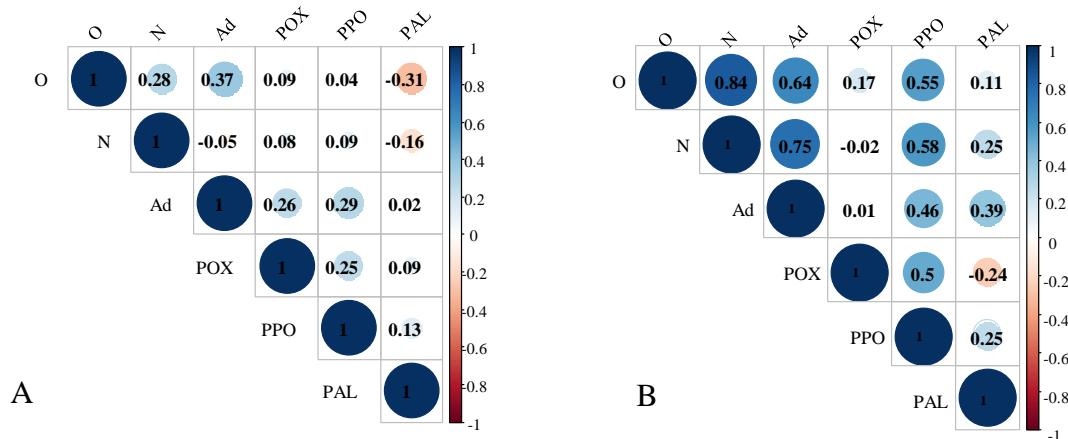 O N Ad POX PPO PAL
O 1 0.28 0.37 0.09 0.04 -0.31
N 1 -0.05 0.08 0.09 -0.16
Ad 1 0.26 0.29 0.02
POX 1 0.25 0.09
PPO 1 0.13
PAL 1
1
0.8
0.6
0.4
0.2
0
-0.2
-0.4
-0.6
-0.8
-1
A
O N Ad POX PPO PAL
O 1 0.84 0.64 0.17 0.55 0.11
N 1 0.75 -0.02 0.58 0.25
Ad 1 0.01 0.46 0.39
POX 1 0.5 -0.24
PPO 1 0.25
PAL 1
1
0.8
0.6
0.4
0.2
0
-0.2
-0.4
-0.6
-0.8
-1
B